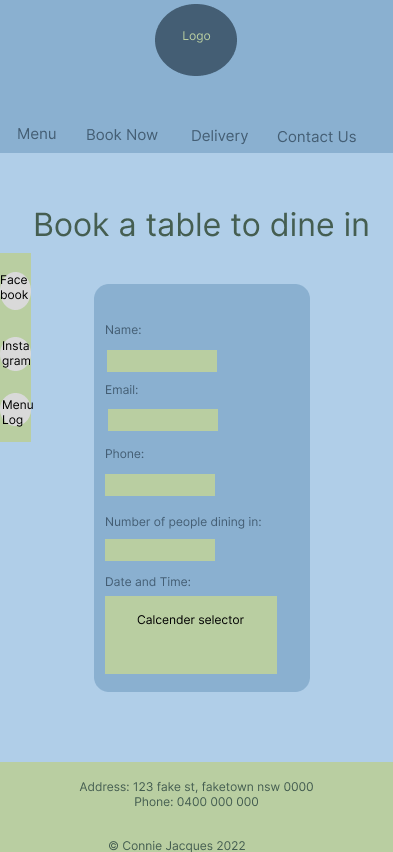 Logo
Menu
Book Now
Delivery
Contact Us
Book a table to dine in
Face
book
Insta
gram
Menu
Log
Name:
Email:
Phone:
Number of people dining in:
Date and Time:
Calcender selector
Address: 123 fake st, faketown nsw 0000
Phone: 0400 000 000
© Connie Jacques 2022